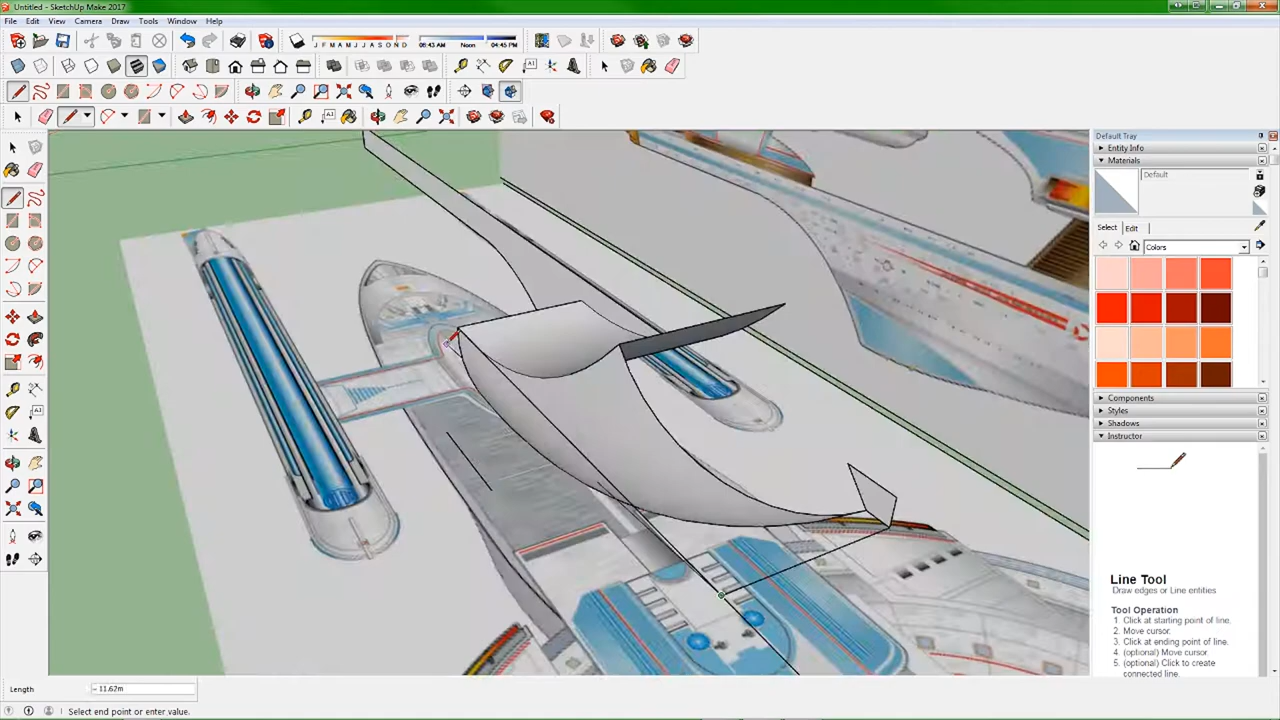 Untitled - SketchUp Make 2017
File Edit View Camera Draw Tools Window Help
J F M A M J J A S O N D 06:43 AM Noon 04:45 PM
Default Tray
Entity Info
Materials
Default
Select Edit
Colors
Components
Styles
Shadows
Instructor
Line Tool
Draw edges or Line entities
Tool Operation
1 Click at starting point of line.
2 Move cursor.
3 Click at ending point of line.
4 (optional) Move cursor
5 (optional) Click to create
connected line.
Length ~ 11.62m
Select end point or enter value.